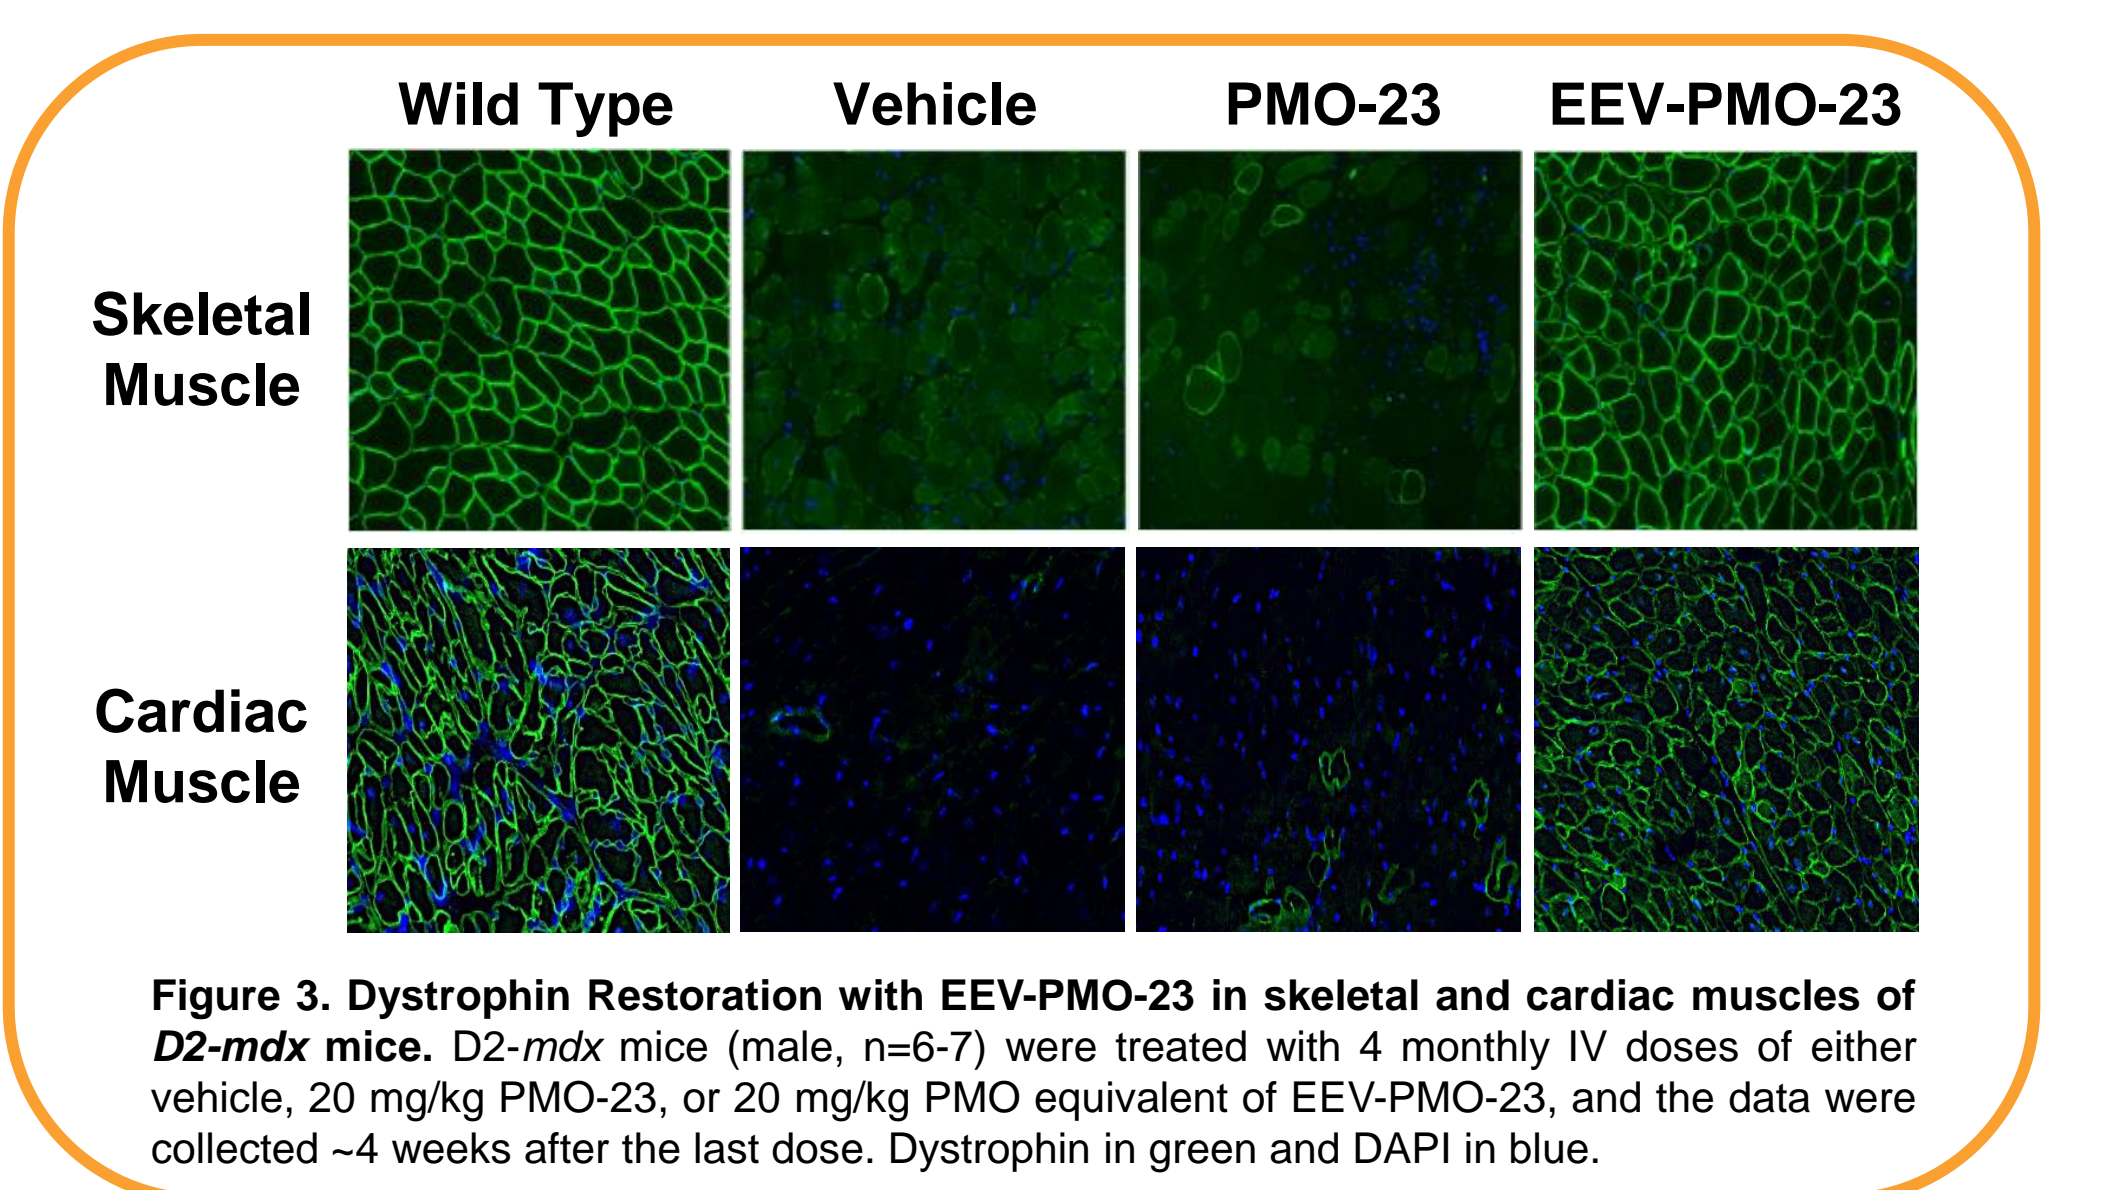 Wild Type Vehicle PMO-23 EEV-PMO-23
Skeletal
Muscle
Cardiac
Muscle
Figure 3. Dystrophin Restoration with EEV-PMO-23 in skeletal and cardiac muscles of
D2-mdx mice. D2-mdx mice (male, n=6-7) were treated with 4 monthly IV doses of either
vehicle, 20 mg/kg PMO-23, or 20 mg/kg PMO equivalent of EEV-PMO-23, and the data were
collected ~4 weeks after the last dose. Dystrophin in green and DAPI in blue.